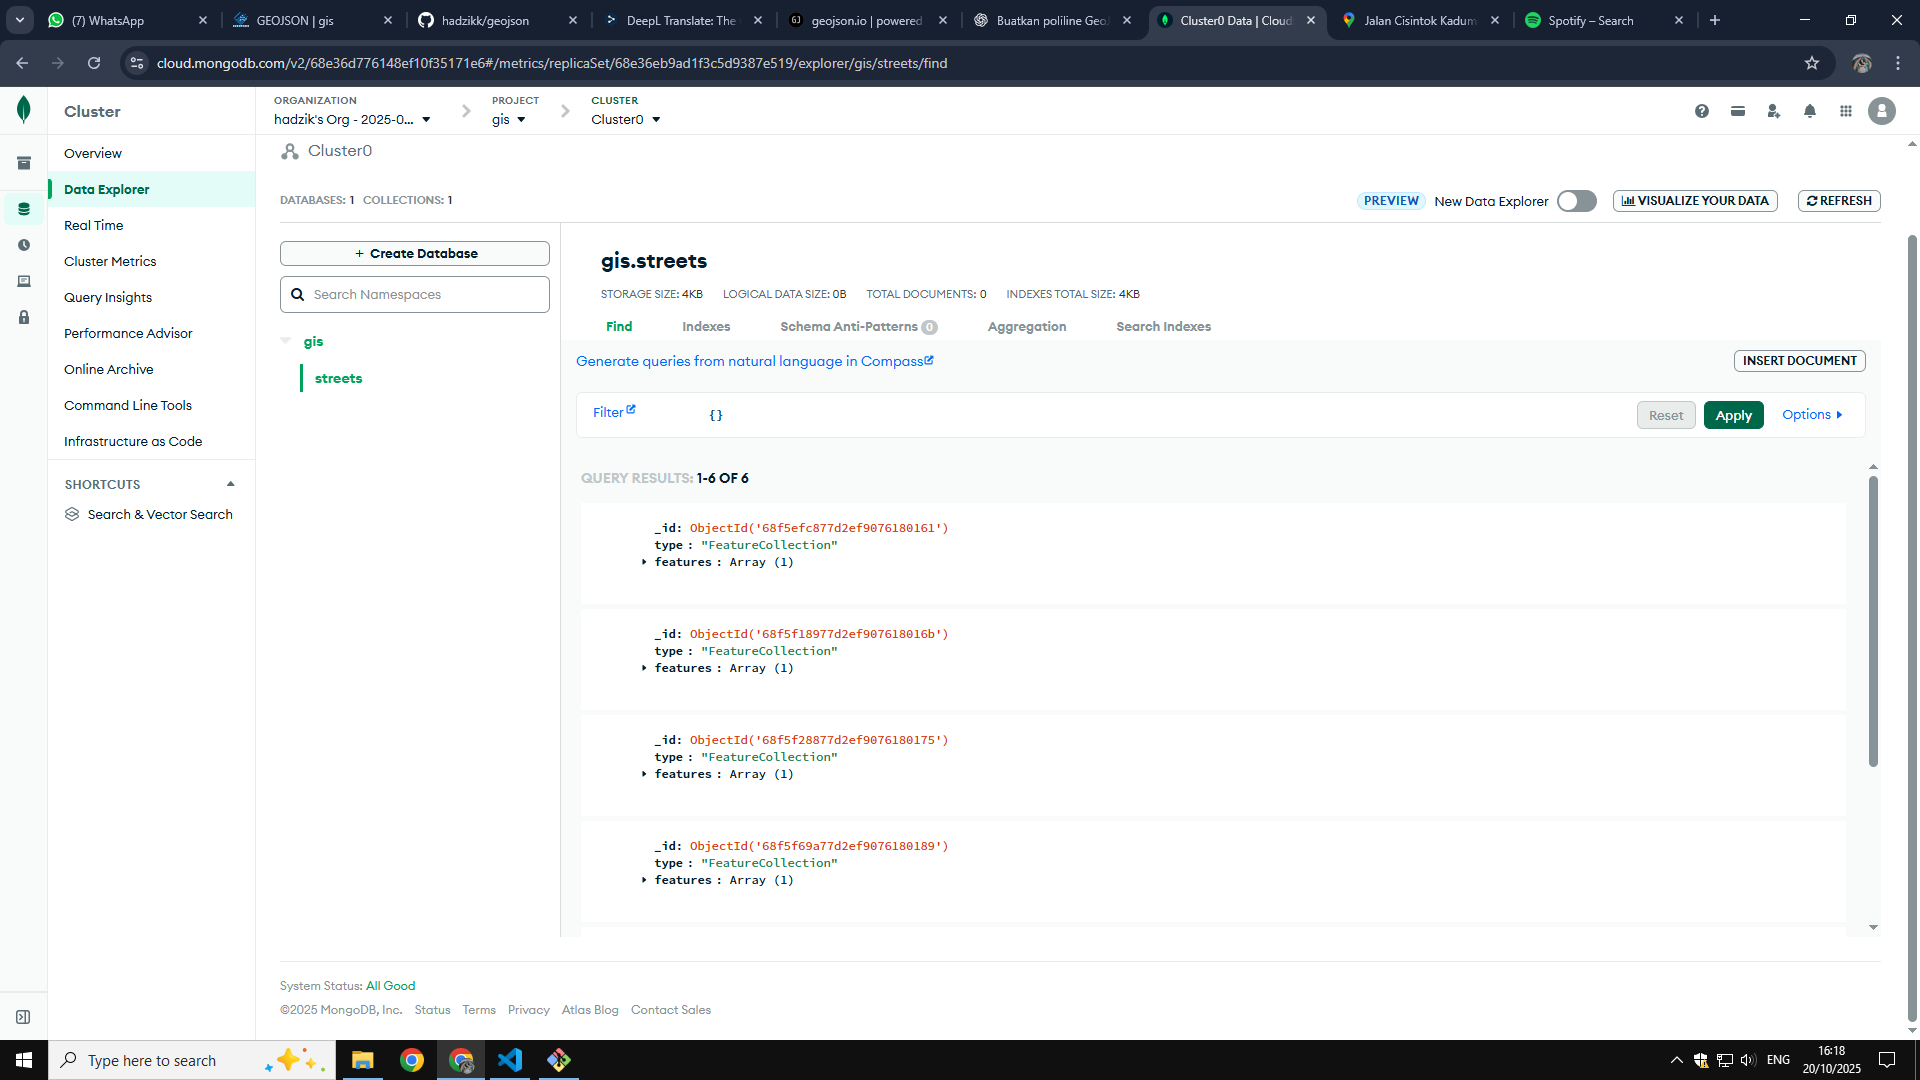 (7) WhatsApp
GEOJSON | gis
hadzikk/geojson
DeepL Translate: The
geojson.io | powered
Buatkan poliline GeoJ
Cluster0 Data | Cloud
Jalan Cisintok Kadum
Spotify – Search
cloud.mongodb.com/v2/68e36d776148ef10f35171e6#/metrics/replicaSet/68e36eb9ad1f3c5d9387e519/explorer/gis/streets/find
Cluster
ORGANIZATION
hadzik's Org - 2025-0...
PROJECT
gis
CLUSTER
Cluster0
Overview
Data Explorer
Real Time
Cluster Metrics
Query Insights
Performance Advisor
Online Archive
Command Line Tools
Infrastructure as Code
SHORTCUTS
Search & Vector Search
Cluster0
DATABASES: 1 COLLECTIONS: 1
PREVIEW New Data Explorer
VISUALIZE YOUR DATA
REFRESH
+ Create Database
Search Namespaces
gis
streets
gis.streets
STORAGE SIZE: 4KB LOGICAL DATA SIZE: 0B TOTAL DOCUMENTS: 0 INDEXES TOTAL SIZE: 4KB
Find Indexes Schema Anti-Patterns 0 Aggregation Search Indexes
Generate queries from natural language in Compass
INSERT DOCUMENT
Filter {} Reset Apply Options
QUERY RESULTS: 1-6 OF 6
_id: ObjectId('68f5efc877d2ef9076180161')
type : "FeatureCollection"
features : Array (1)
_id: ObjectId('68f5f18977d2ef907618016b')
type : "FeatureCollection"
features : Array (1)
_id: ObjectId('68f5f28877d2ef9076180175')
type : "FeatureCollection"
features : Array (1)
_id: ObjectId('68f5f69a77d2ef9076180189')
type : "FeatureCollection"
features : Array (1)
System Status: All Good
©2025 MongoDB, Inc. Status Terms Privacy Atlas Blog Contact Sales
Type here to search
ENG
16:18
20/10/2025